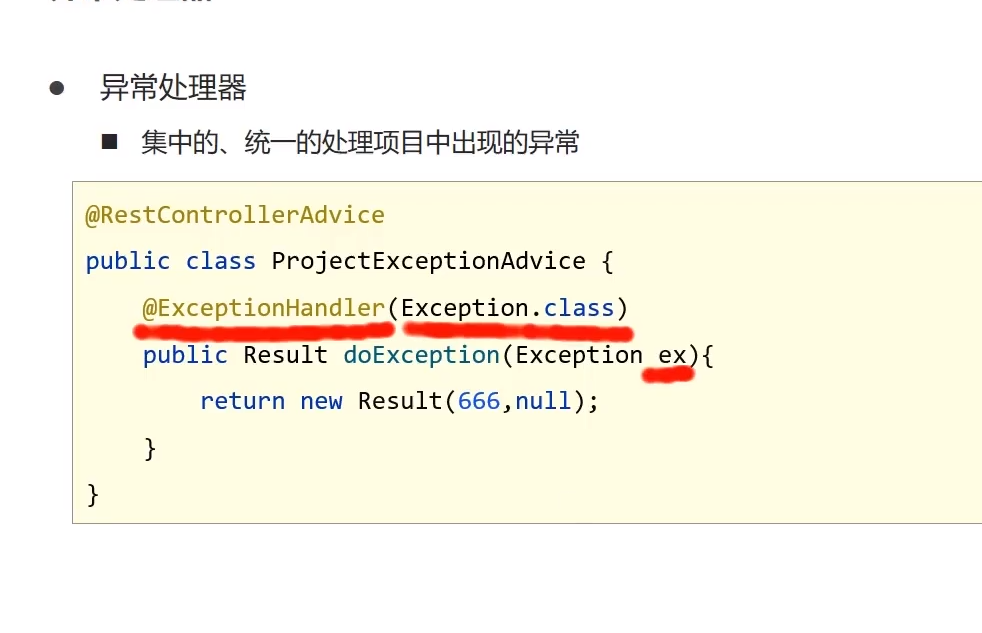 异常处理器
集中的、统一的处理项目中出现的异常
@RestControllerAdvice
public class ProjectExceptionAdvice {
@ExceptionHandler(Exception.class)
public Result doException(Exception ex){
return new Result(666,null);
}
}